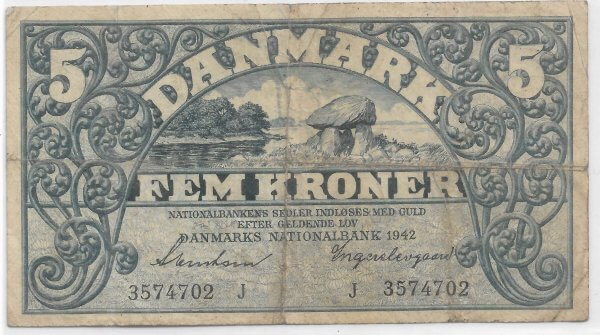 5 DANMARK 5
FEM KRONER
NATIONALBANKENS SEDLER INDLØSES MED GULD
EFTER GELDENDE LOV
DANMARKS NATIONALBANK 1942
3574702 J J 3574702